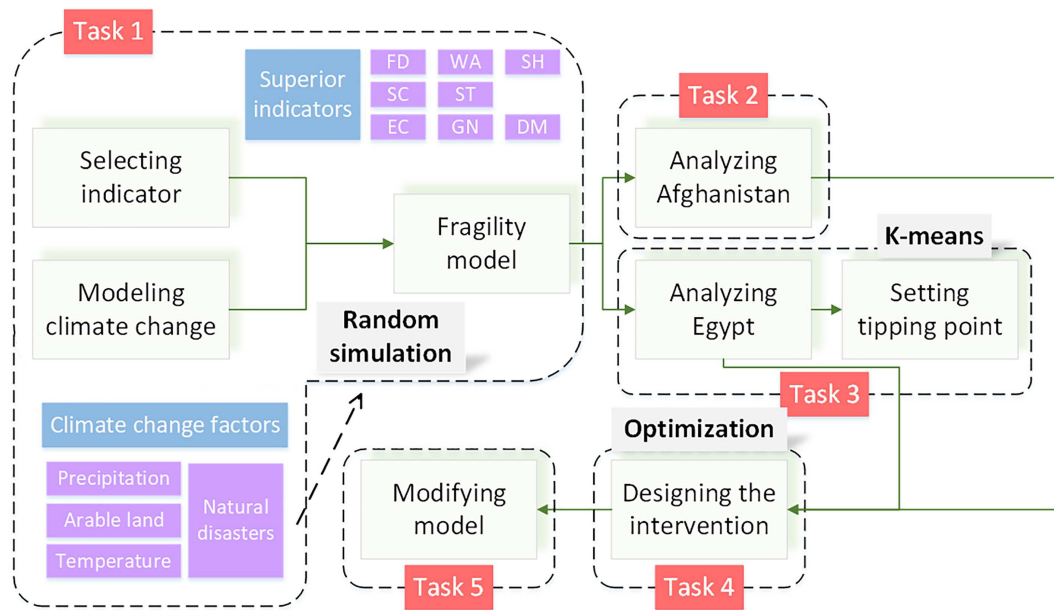 Task 1
Superior
indicators
FD WA SH
SC ST
EC GN DM
Selecting
indicator
Modeling
climate change
Fragility
model
Random
simulation
Climate change factors
Precipitation
Arable land
Temperature
Natural
disasters
Task 2
Analyzing
Afghanistan
K-means
Analyzing
Egypt
Setting
tipping point
Task 3
Optimization
Designing the
intervention
Task 4
Modifying
model
Task 5